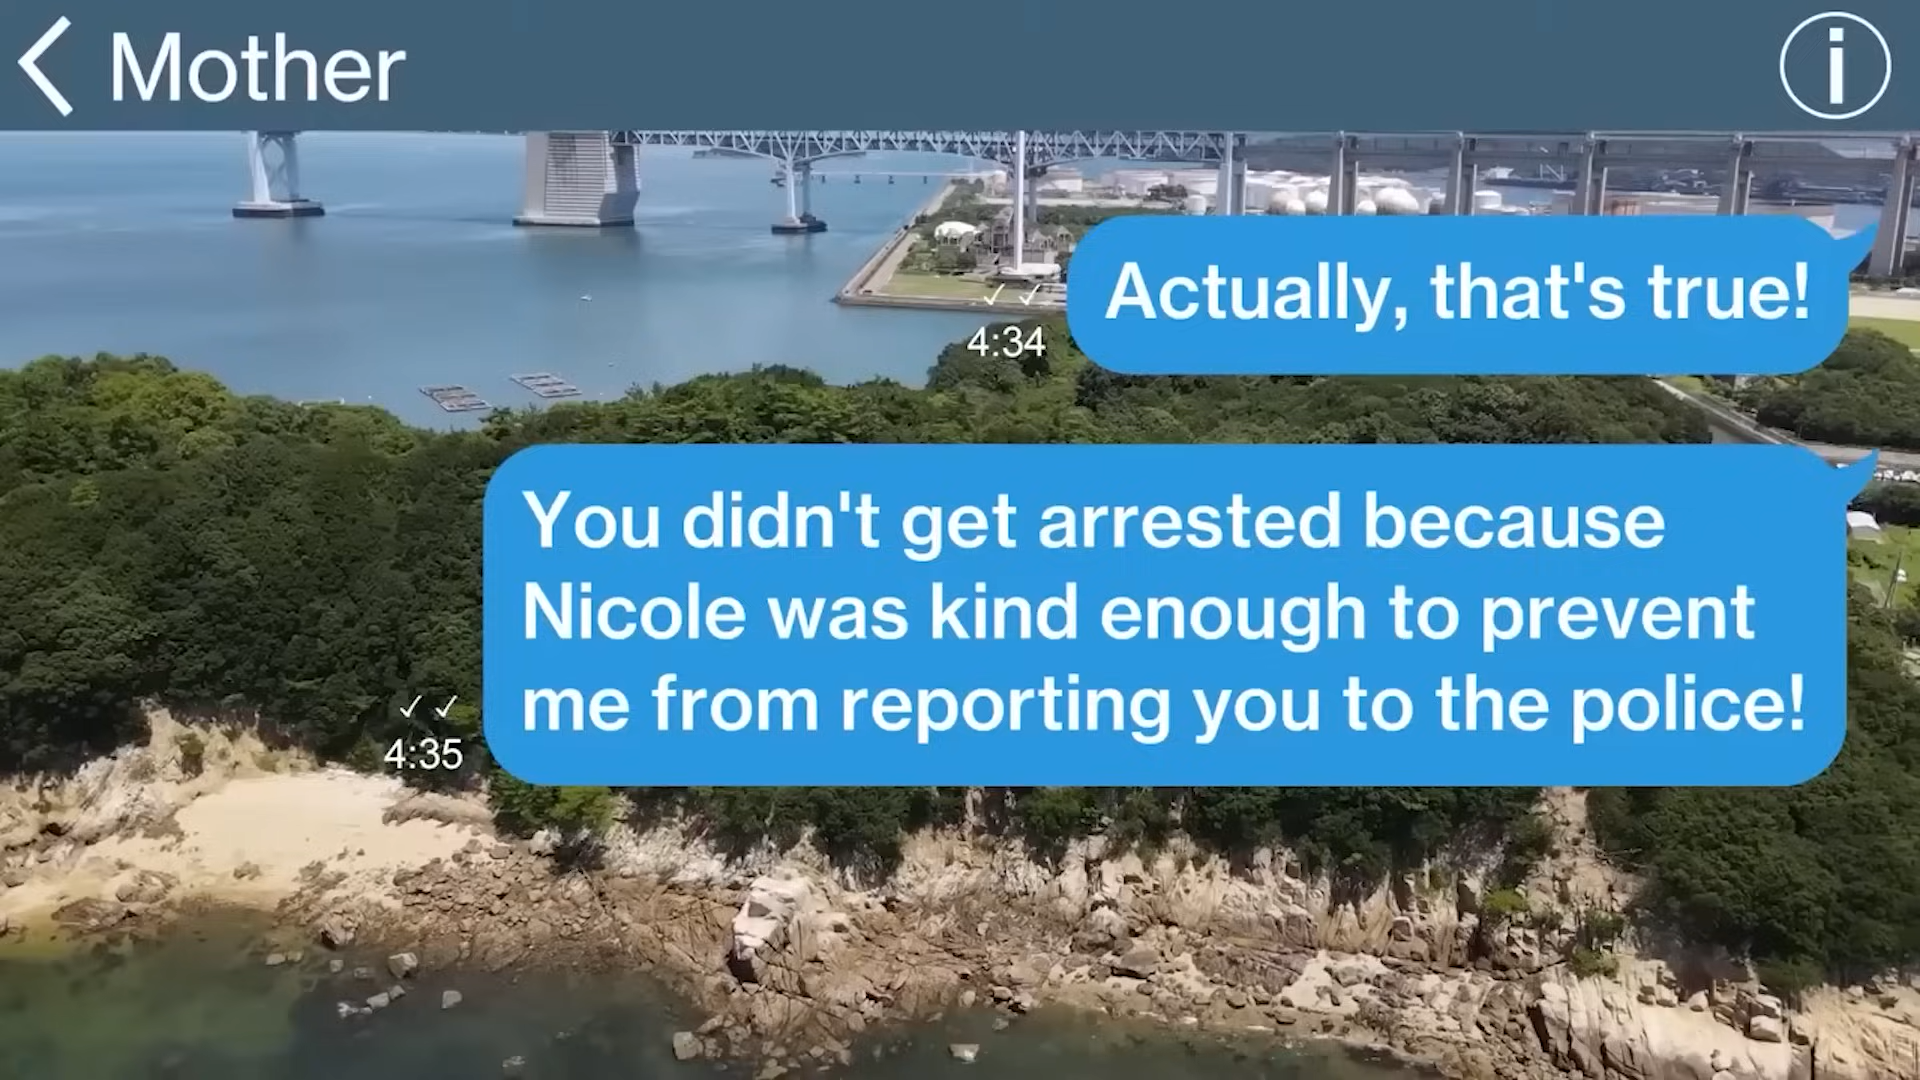 Mother
Actually, that's true!
4:34
You didn't get arrested because
Nicole was kind enough to prevent
me from reporting you to the police!
4:35